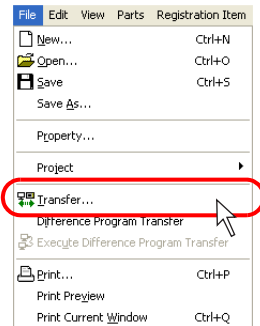 File Edit View Parts Registration Item
New... Ctrl+N
Open... Ctrl+O
Save Ctrl+S
Save As...
Property...
Project
Transfer...
Difference Program Transfer
Execute Difference Program Transfer
Print... Ctrl+P
Print Preview
Print Current Window Ctrl+Q